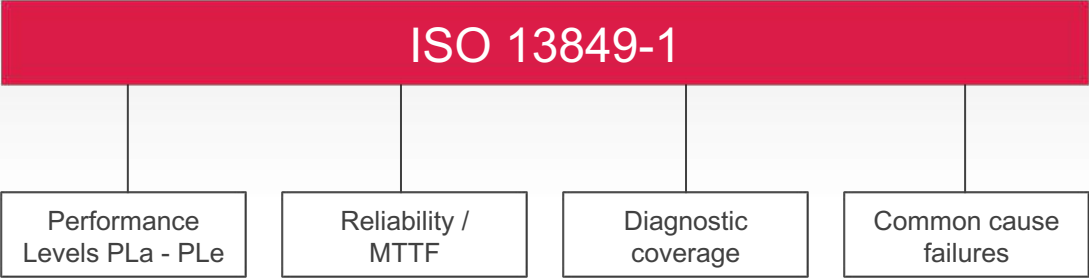 ISO 13849-1
Performance
Levels PLa - PLe
Reliability /
MTTF
Diagnostic
coverage
Common cause
failures